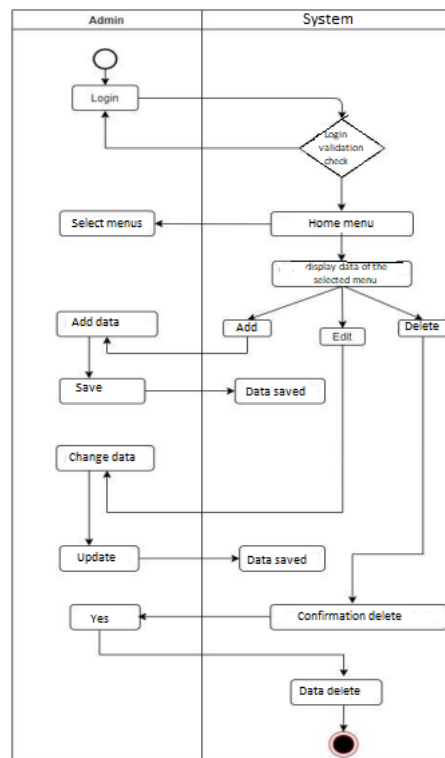 Admin
System
Login
Login
validation
check
Select menus
Home menu
display data of the
selected menu
Add data
Add
Edit
Delete
Save
Data saved
Change data
Update
Data saved
Yes
Confirmation delete
Data delete